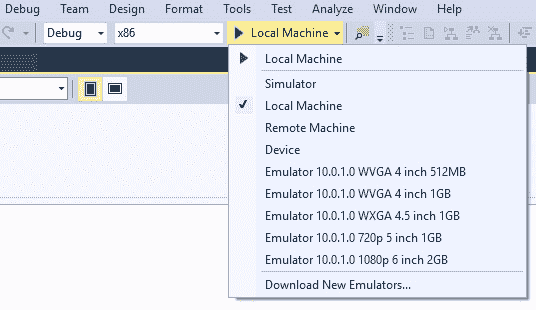 Debug Team Design Format Tools Test Analyze Window Help
Debug x86 Local Machine
Local Machine
Simulator
Local Machine
Remote Machine
Device
Emulator 10.0.1.0 WVGA 4 inch 512MB
Emulator 10.0.1.0 WVGA 4 inch 1GB
Emulator 10.0.1.0 WXGA 4.5 inch 1GB
Emulator 10.0.1.0 720p 5 inch 1GB
Emulator 10.0.1.0 1080p 6 inch 2GB
Download New Emulators...